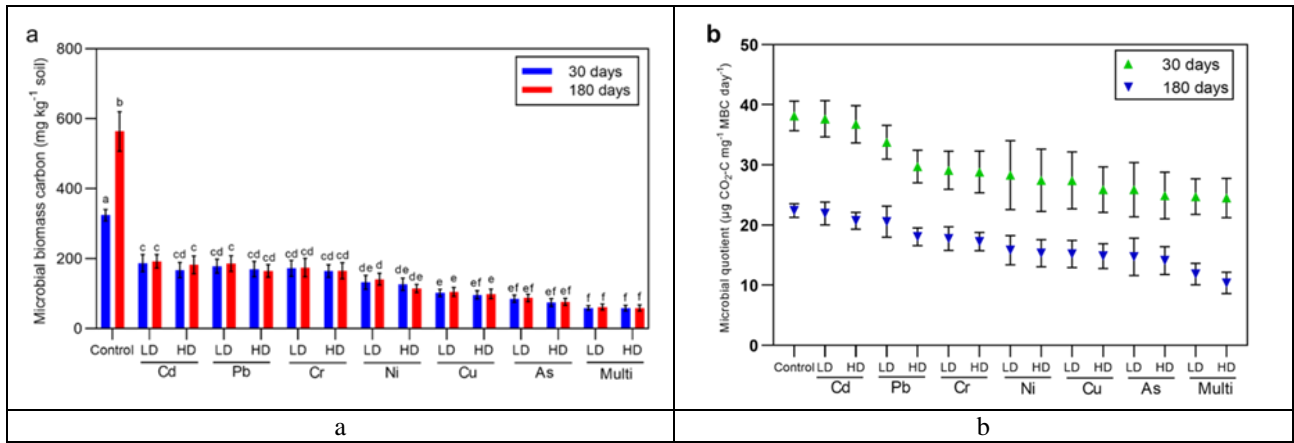 a
800
600
400
200
0
Microbial biomass carbon (mg kg⁻¹ soil)
30 days
180 days
a b c c cd c cd c cd cd cd cd cd cd de d de de e e ef e ef ef ef ef f f f f
Control LD HD LD HD LD HD LD HD LD HD LD HD LD HD
Cd Pb Cr Ni Cu As Multi
b
50
40
30
20
10
0
Microbial quotient (µg CO₂-C mg⁻¹ MBC day⁻¹)
30 days
180 days
Control LD HD LD HD LD HD LD HD LD HD LD HD LD HD
Cd Pb Cr Ni Cu As Multi
a
b